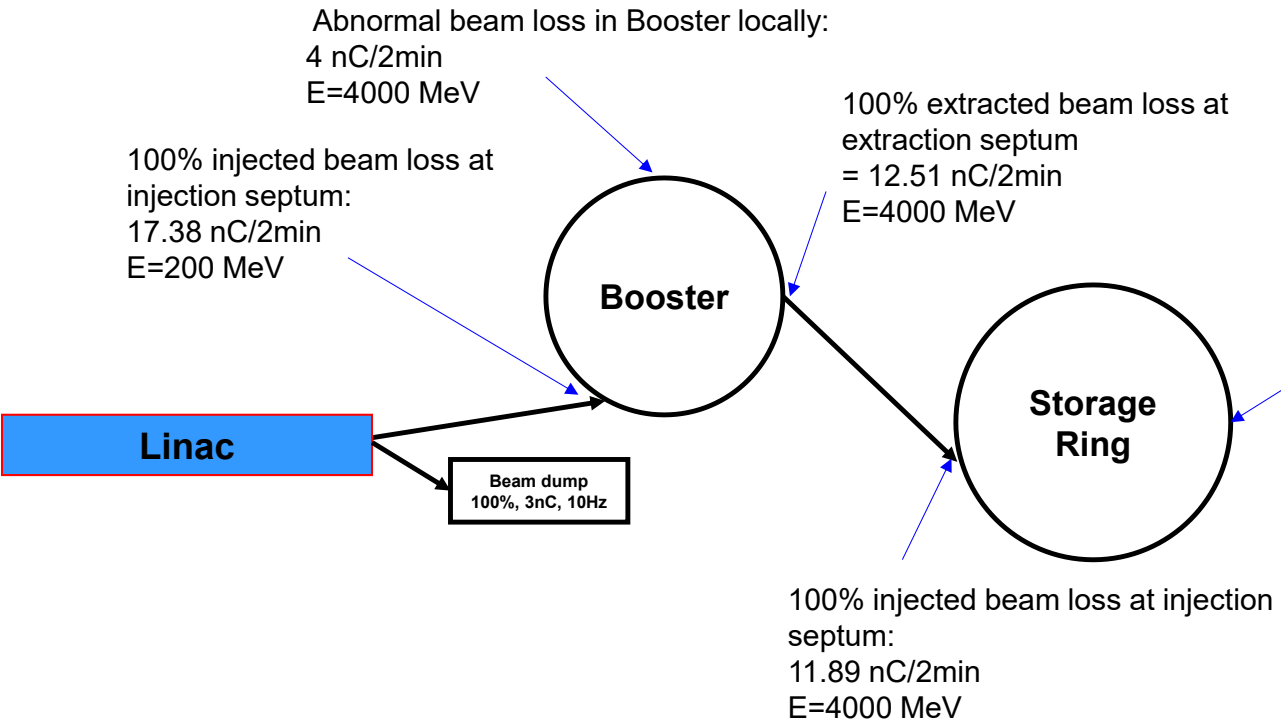 Abnormal beam loss in Booster locally:
4 nC/2min
E=4000 MeV
100% extracted beam loss at
extraction septum
= 12.51 nC/2min
E=4000 MeV
100% injected beam loss at
injection septum:
17.38 nC/2min
E=200 MeV
Booster
Storage
Ring
Linac
Beam dump
100%, 3nC, 10Hz
100% injected beam loss at injection
septum:
11.89 nC/2min
E=4000 MeV